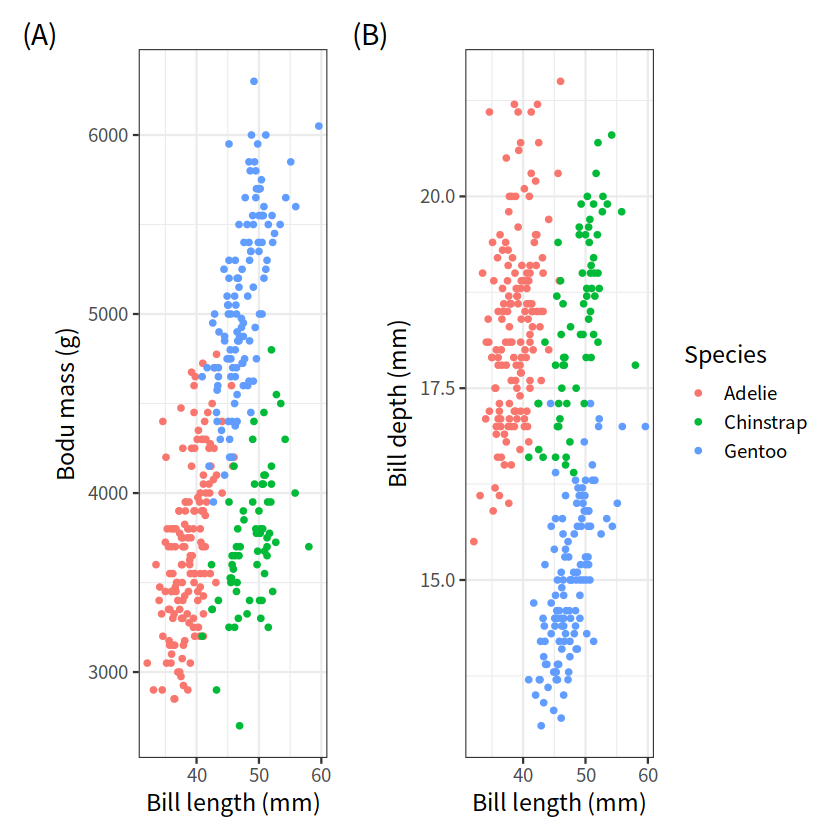 (A)
Bodu mass (g)
6000
5000
4000
3000
40 50 60
Bill length (mm)
(B)
Bill depth (mm)
20.0
17.5
15.0
40 50 60
Bill length (mm)
Species
Adelie
Chinstrap
Gentoo